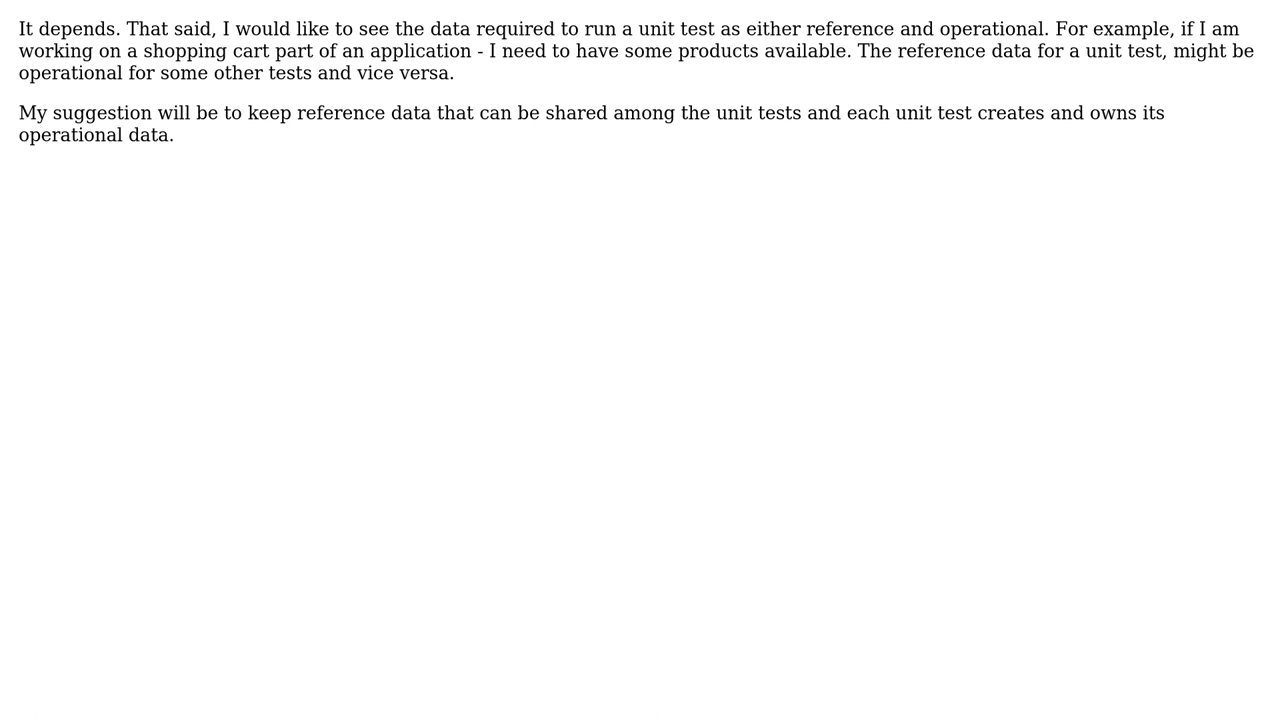 It depends. That said, I would like to see the data required to run a unit test as either reference and operational. For example, if I am
working on a shopping cart part of an application - I need to have some products available. The reference data for a unit test, might be
operational for some other tests and vice versa.
My suggestion will be to keep reference data that can be shared among the unit tests and each unit test creates and owns its
operational data.